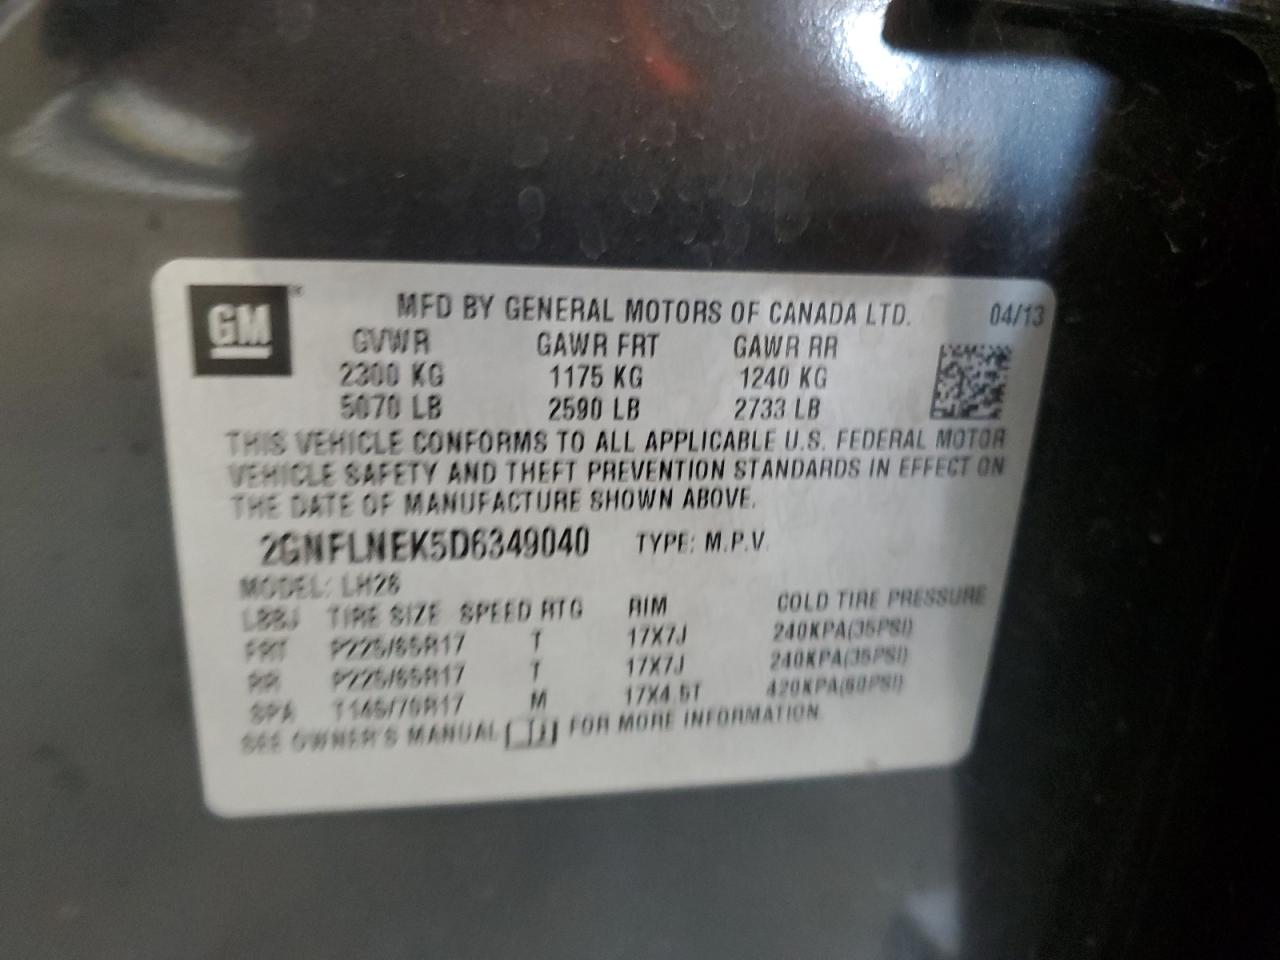 GM® MFD BY GENERAL MOTORS OF CANADA LTD. 04/13
GVWR GAWR FRT GAWR RR
2300 KG 1175 KG 1240 KG
5070 LB 2590 LB 2733 LB
THIS VEHICLE CONFORMS TO ALL APPLICABLE U.S. FEDERAL MOTOR
VEHICLE SAFETY AND THEFT PREVENTION STANDARDS IN EFFECT ON
THE DATE OF MANUFACTURE SHOWN ABOVE.
2GNFLNEK5D6349040 TYPE: M.P.V.
MODEL: LH26
TIRE SIZE SPEED RTG RIM COLD TIRE PRESSURE
FRT P225/65R17 T 17X7J 240KPA(35PSI)
RR P225/65R17 T 17X7J 240KPA(35PSI)
SPA T145/70R17 M 17X4.5T 420KPA(60PSI)
SEE OWNER'S MANUAL FOR MORE INFORMATION.